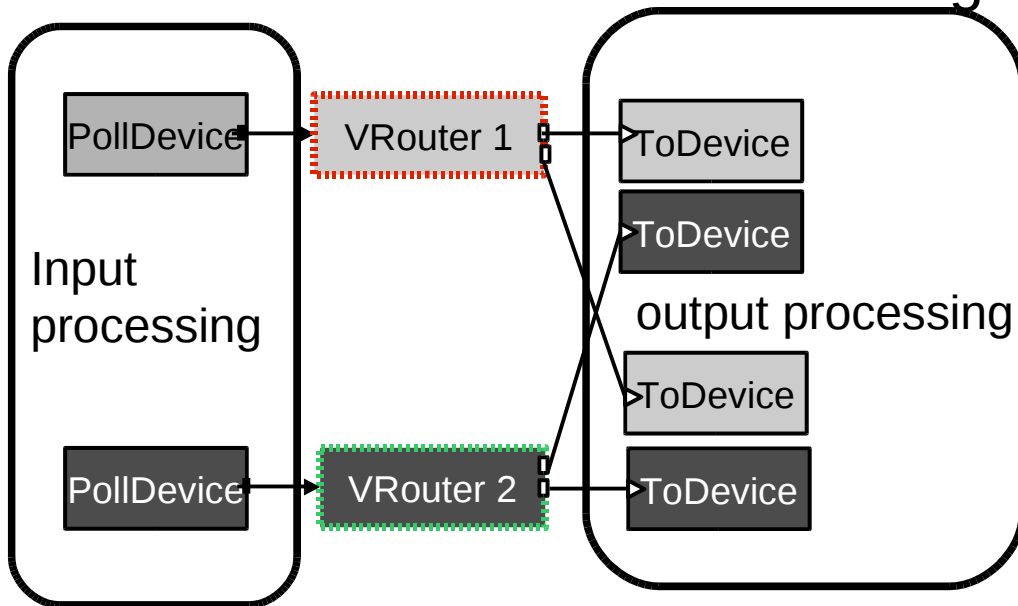 PollDevice
VRouter 1
ToDevice
ToDevice
Input
processing
output processing
ToDevice
PollDevice
VRouter 2
ToDevice